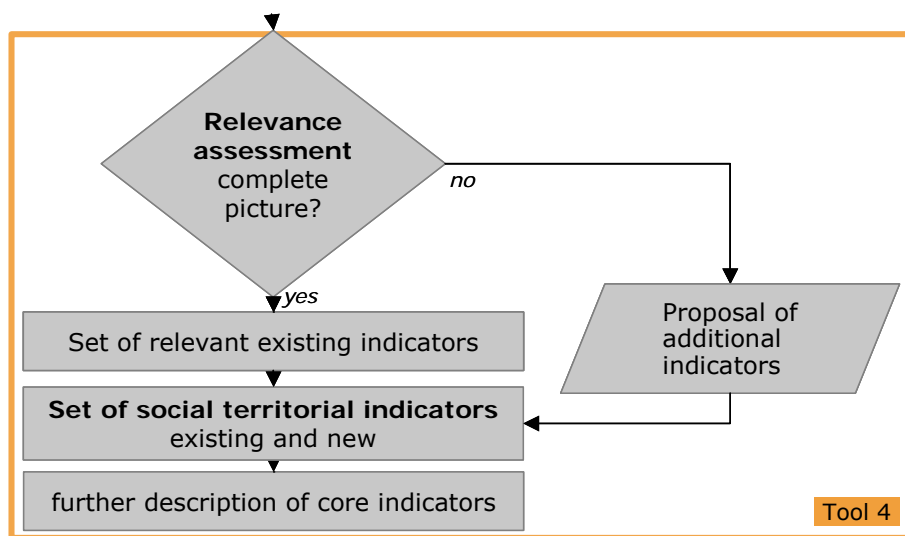 Relevance
assessment
complete
picture?
no
yes
Set of relevant existing indicators
Proposal of
additional
indicators
Set of social territorial indicators
existing and new
further description of core indicators
Tool 4